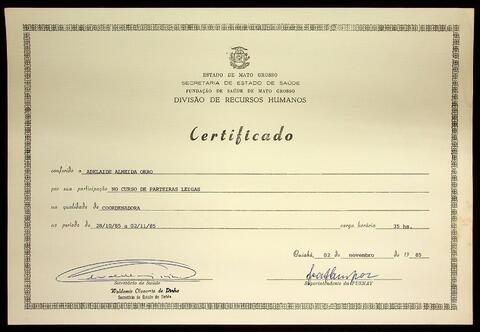 ESTADO DE MATO GROSSO
SECRETARIA DE ESTADO DE SAÚDE
FUNDAÇÃO DE SAÚDE DE MATO GROSSO
DIVISÃO DE RECURSOS HUMANOS
Certificado
conferido a ADELAIDE ALMEIDA ORRO
por sua participação NO CURSO DE PARTEIRAS LEIGAS
na qualidade de COORDENADORA
no período de 28/10/85 a 02/11/85 carga horária 35 hs.
Cuiabá, 02 de novembro de 19 85
Secretário de Saúde
Secretário de Estado de Saúde
Superintendente da FUSMAT